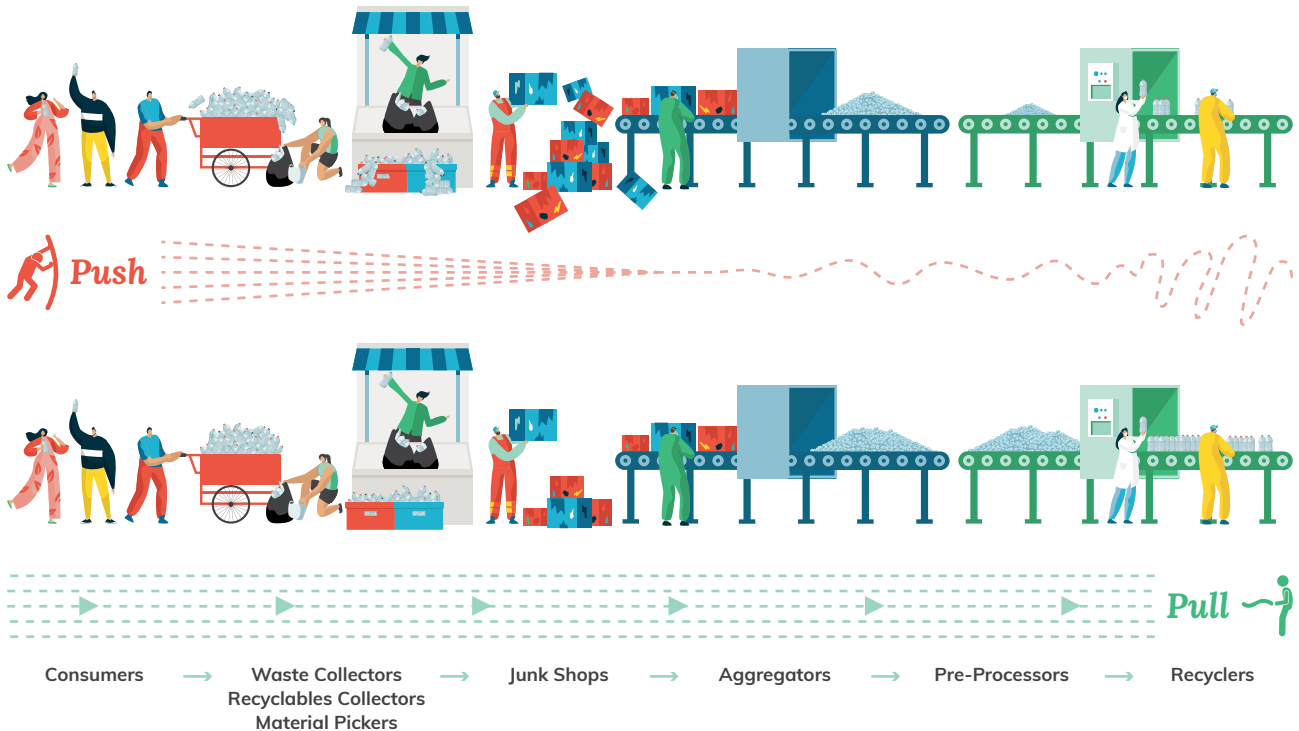 Push
Pull
Consumers
Waste Collectors
Recyclables Collectors
Material Pickers
Junk Shops
Aggregators
Pre-Processors
Recyclers